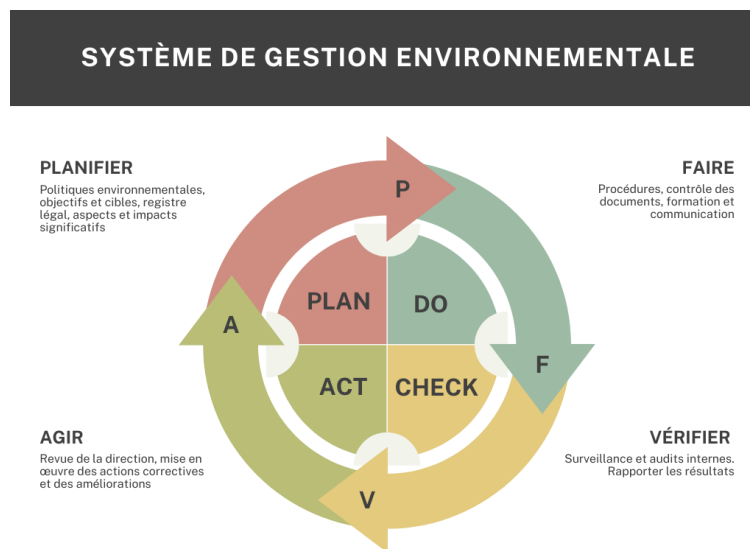 SYSTÈME DE GESTION ENVIRONNEMENTALE
PLANIFIER
Politiques environnementales,
objectifs et cibles, registre
légal, aspects et impacts
significatifs
FAIRE
Procédures, contrôle des
documents, formation et
communication
P
PLAN
DO
A
F
ACT
CHECK
V
AGIR
Revue de la direction, mise en
œuvre des actions correctives
et des améliorations
VÉRIFIER
Surveillance et audits internes.
Rapporter les résultats